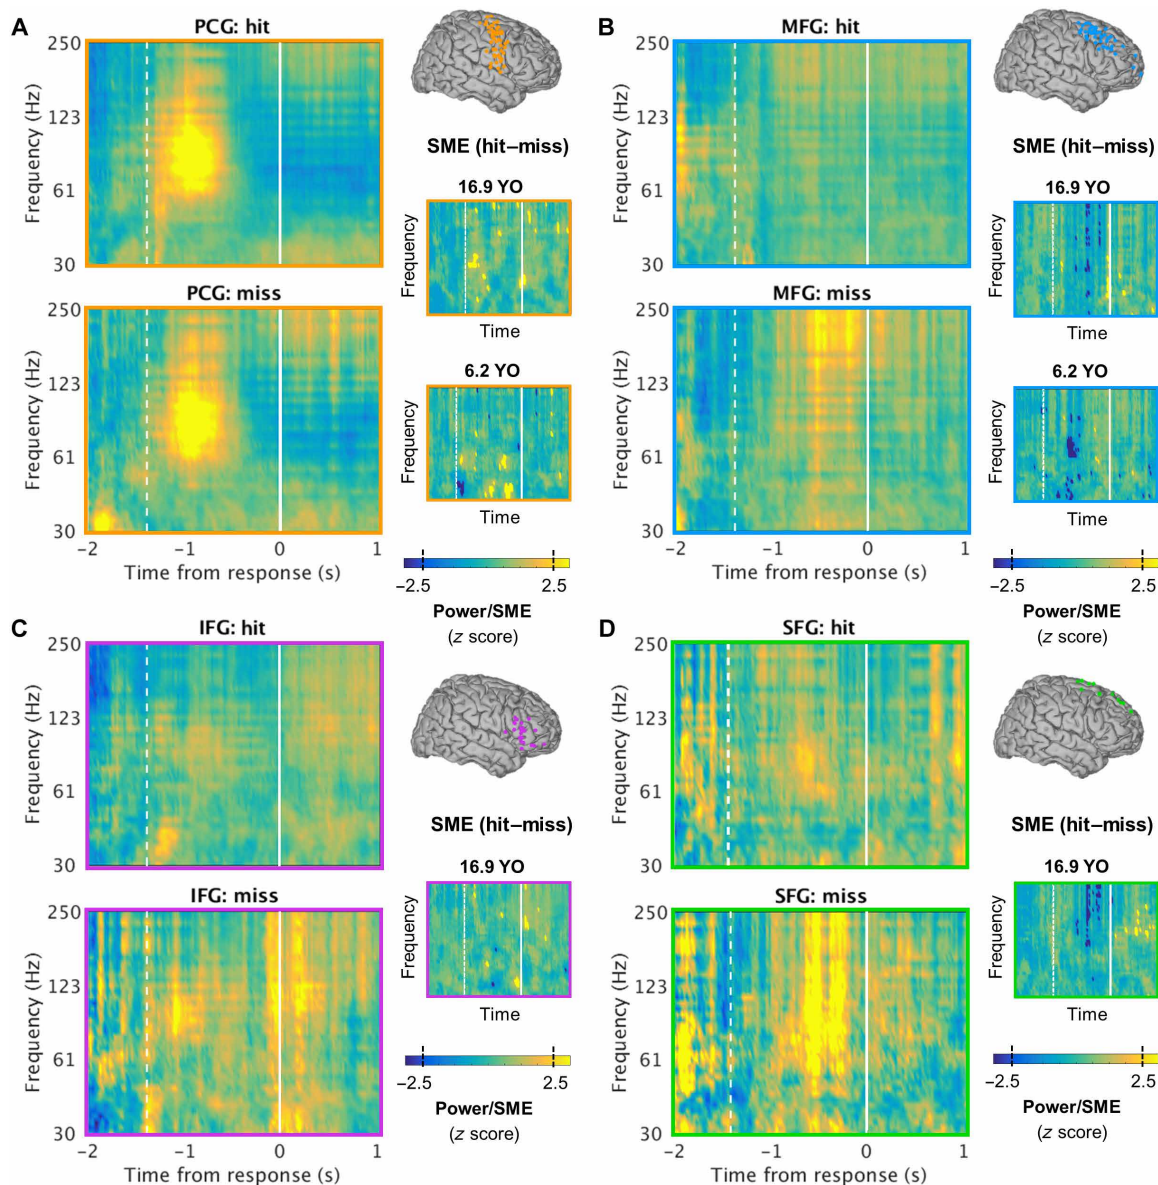 A
PCG: hit
Frequency (Hz)
250
123
61
30
SME (hit–miss)
16.9 YO
Frequency
Time
PCG: miss
Frequency (Hz)
250
123
61
30
−2 −1 0 1
Time from response (s)
6.2 YO
Frequency
Time
−2.5 2.5
Power/SME
(z score)
B
MFG: hit
Frequency (Hz)
250
123
61
30
SME (hit–miss)
16.9 YO
Frequency
Time
MFG: miss
Frequency (Hz)
250
123
61
30
−2 −1 0 1
Time from response (s)
6.2 YO
Frequency
Time
−2.5 2.5
Power/SME
(z score)
C
IFG: hit
Frequency (Hz)
250
123
61
30
SME (hit–miss)
16.9 YO
Frequency
Time
IFG: miss
Frequency (Hz)
250
123
61
30
−2 −1 0 1
Time from response (s)
−2.5 2.5
Power/SME
(z score)
D
SFG: hit
Frequency (Hz)
250
123
61
30
SME (hit–miss)
16.9 YO
Frequency
Time
SFG: miss
Frequency (Hz)
250
123
61
30
−2 −1 0 1
Time from response (s)
−2.5 2.5
Power/SME
(z score)